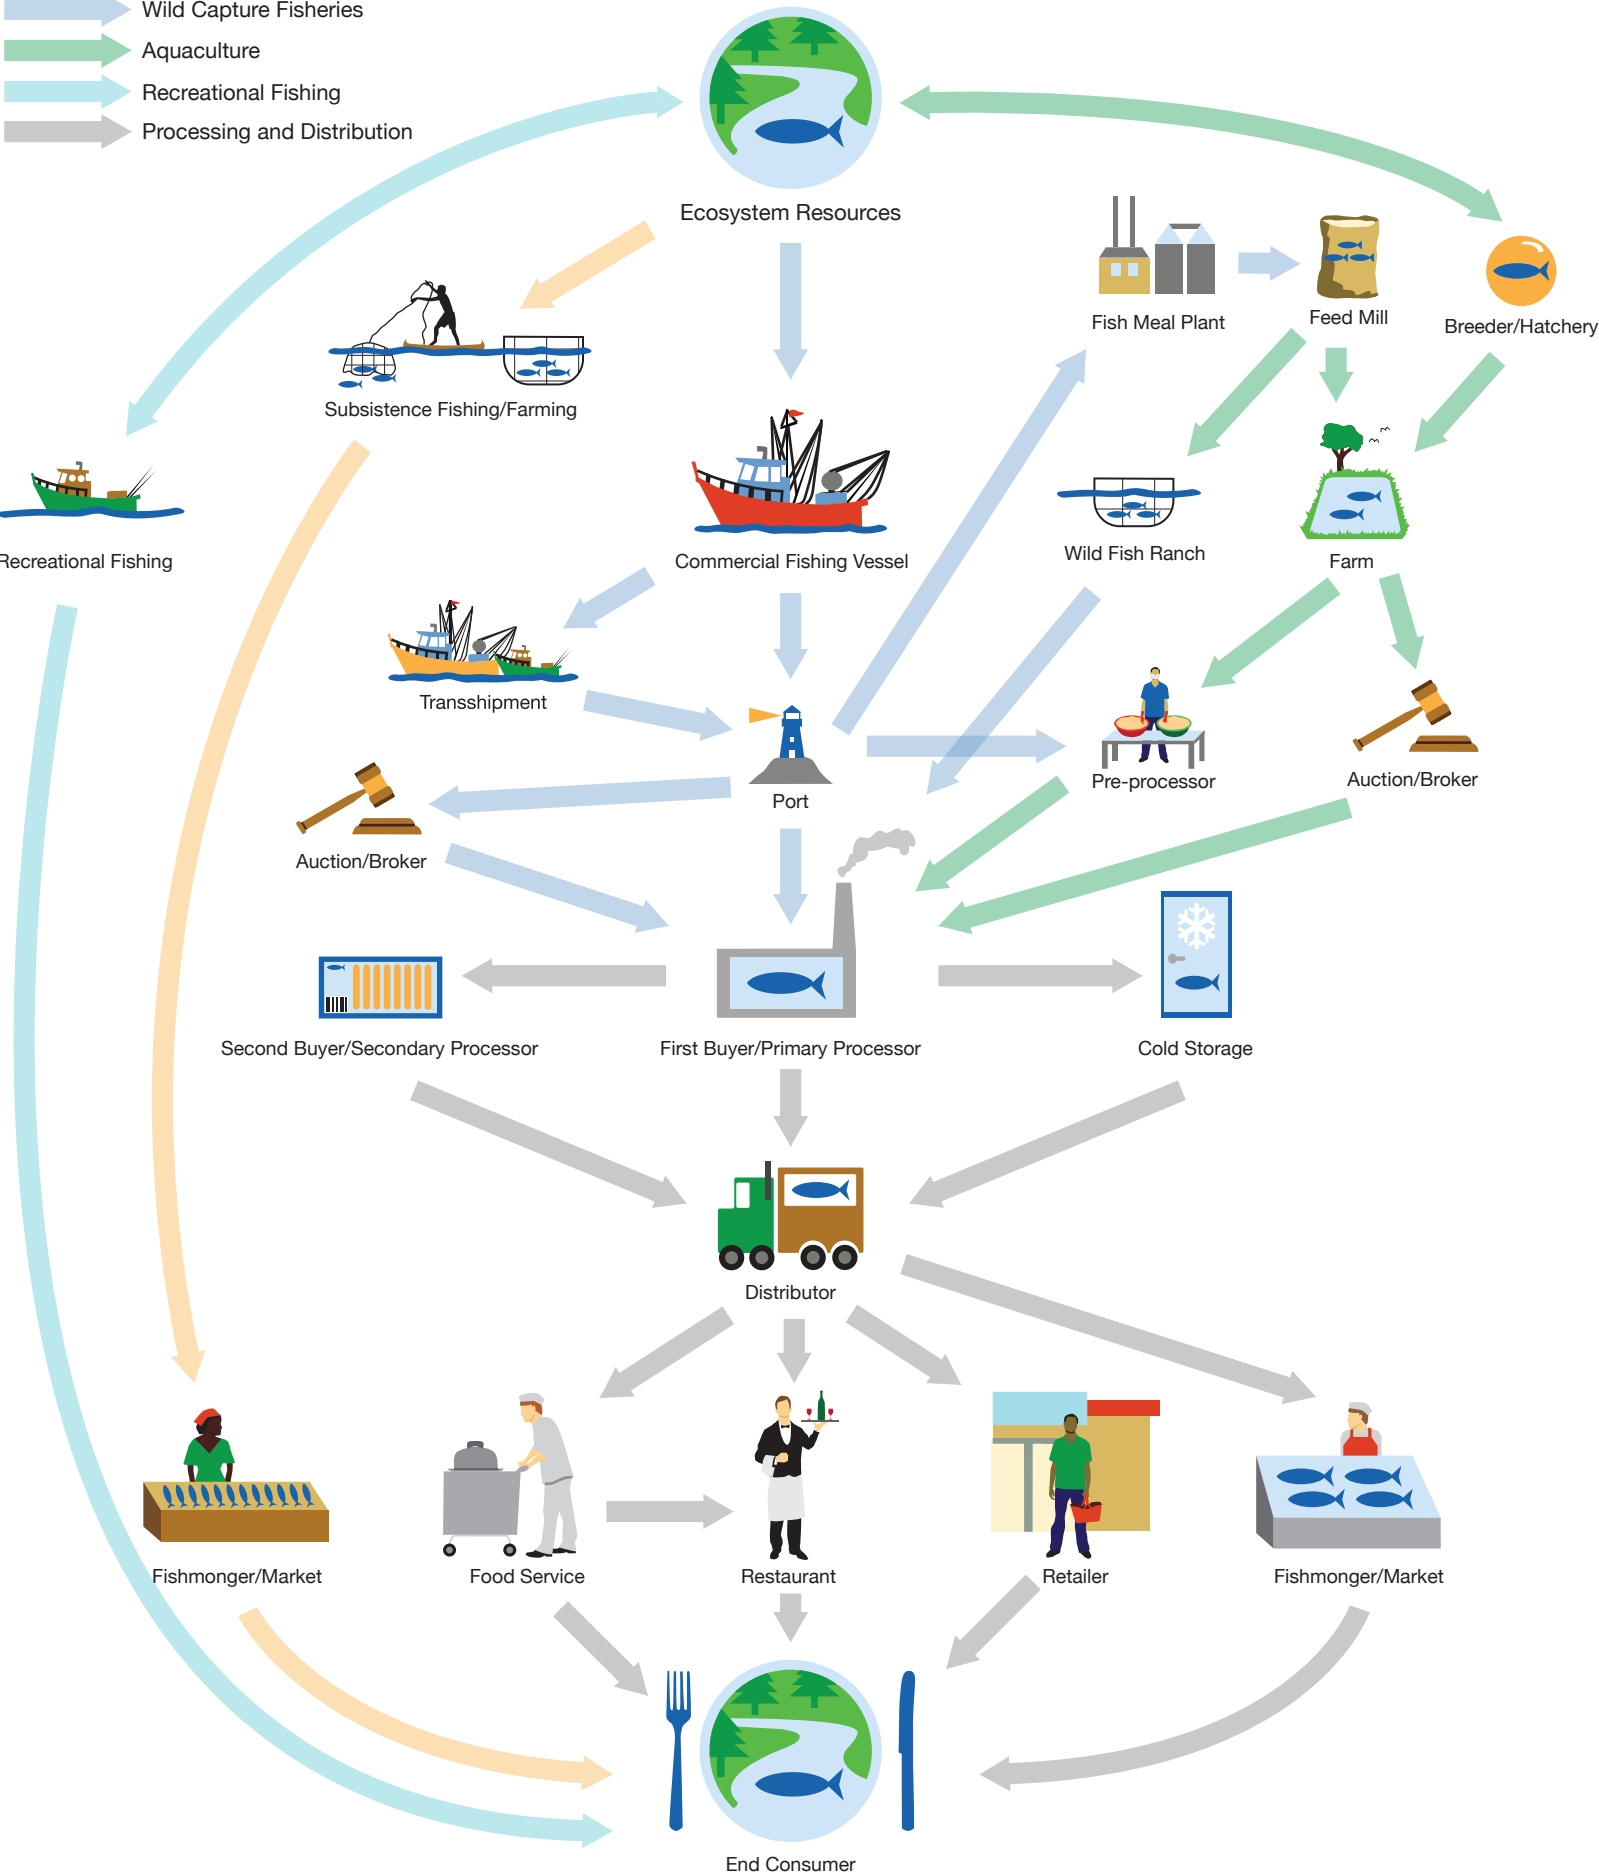 Wild Capture Fisheries
Aquaculture
Recreational Fishing
Processing and Distribution
Ecosystem Resources
Fish Meal Plant
Feed Mill
Breeder/Hatchery
Subsistence Fishing/Farming
Recreational Fishing
Commercial Fishing Vessel
Wild Fish Ranch
Farm
Transshipment
Port
Pre-processor
Auction/Broker
Auction/Broker
Second Buyer/Secondary Processor
First Buyer/Primary Processor
Cold Storage
Distributor
Fishmonger/Market
Food Service
Restaurant
Retailer
Fishmonger/Market
End Consumer